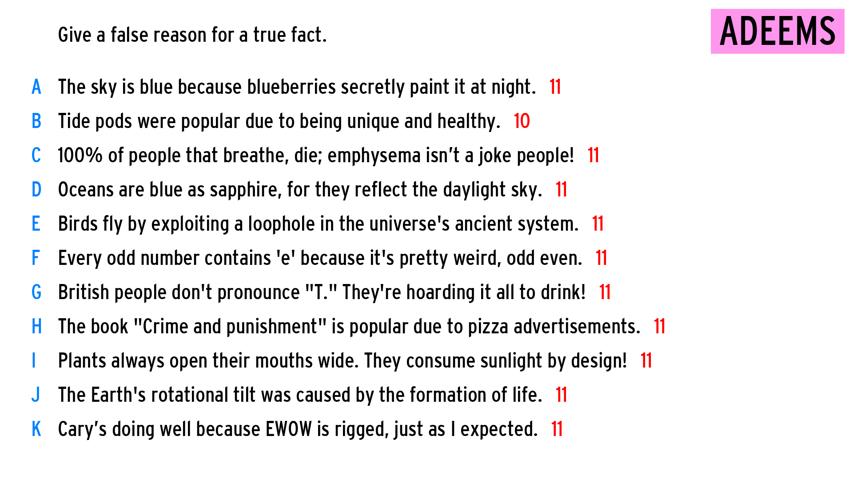 Give a false reason for a true fact.
ADEEMS
A The sky is blue because blueberries secretly paint it at night. 11
B Tide pods were popular due to being unique and healthy. 10
C 100% of people that breathe, die; emphysema isn’t a joke people! 11
D Oceans are blue as sapphire, for they reflect the daylight sky. 11
E Birds fly by exploiting a loophole in the universe's ancient system. 11
F Every odd number contains 'e' because it's pretty weird, odd even. 11
G British people don't pronounce "T." They're hoarding it all to drink! 11
H The book "Crime and punishment" is popular due to pizza advertisements. 11
I Plants always open their mouths wide. They consume sunlight by design! 11
J The Earth's rotational tilt was caused by the formation of life. 11
K Cary’s doing well because EWOW is rigged, just as I expected. 11